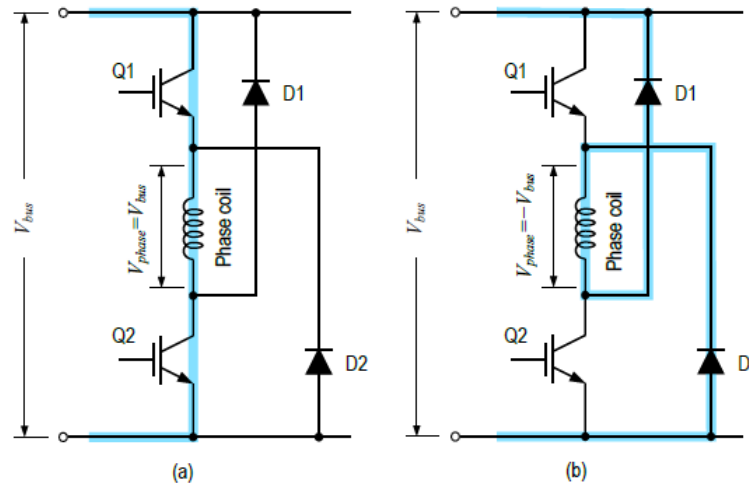 Q1
D1
V_bus
V_phase=V_bus
Phase coil
Q2
D2
(a)
Q1
D1
V_bus
V_phase=−V_bus
Phase coil
Q2
D
(b)